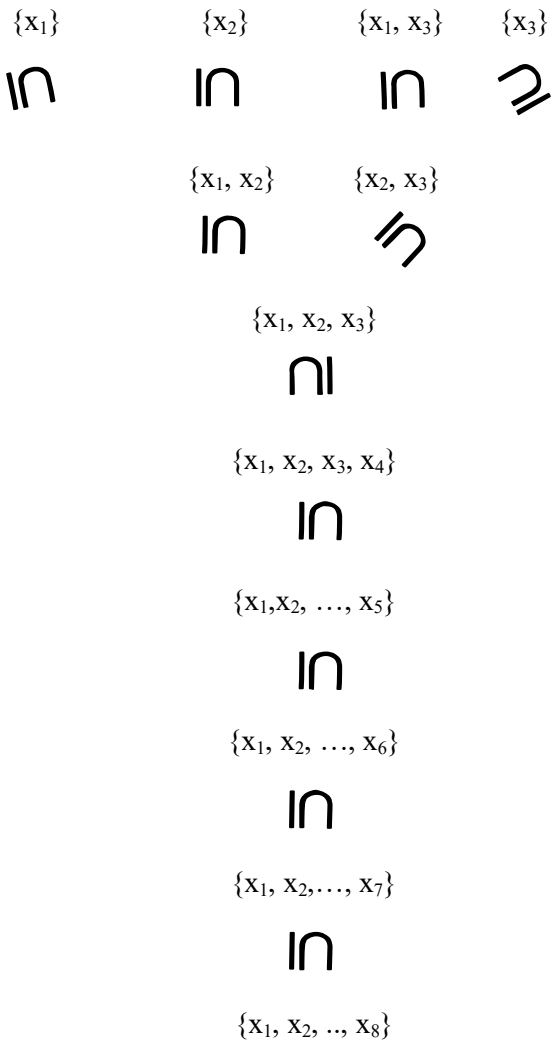 {x₁} {x₂} {x₁, x₃} {x₃}
⊆ ⊆ ⊆ ⊆
{x₁, x₂} {x₂, x₃}
⊆ ⊆
{x₁, x₂, x₃}
⊆
{x₁, x₂, x₃, x₄}
⊆
{x₁,x₂, …, x₅}
⊆
{x₁, x₂, …, x₆}
⊆
{x₁, x₂,…, x₇}
⊆
{x₁, x₂, .., x₈}